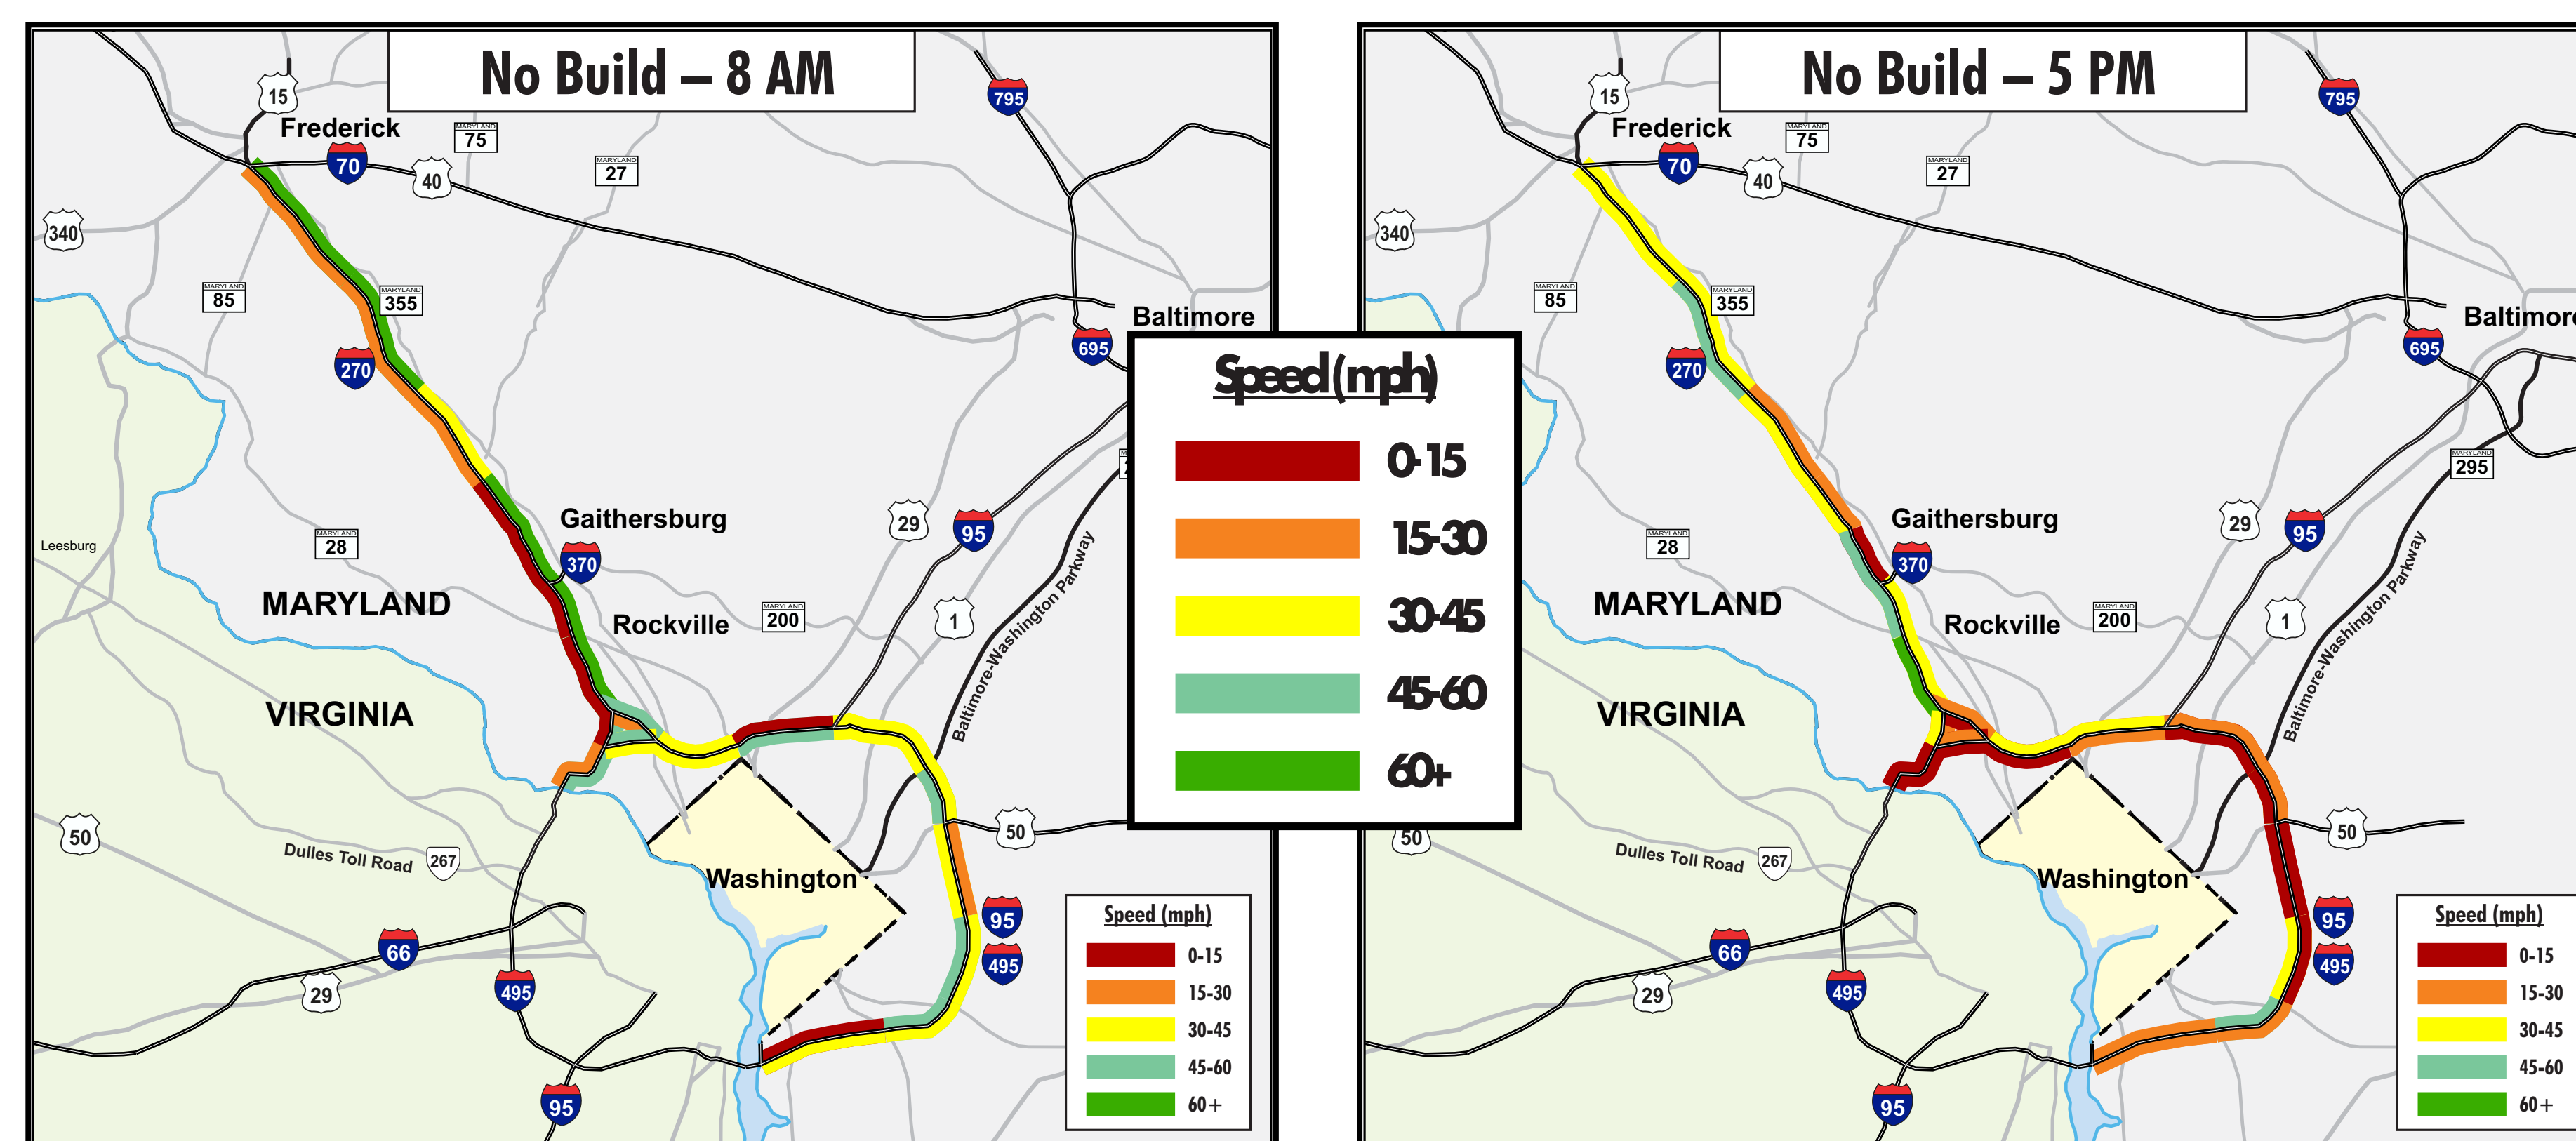 No Build – 8 AM
15
Frederick
MARYLAND
75
795
70
40
MARYLAND
27
340
MARYLAND
85
MARYLAND
355
270
Baltimore
695
29
95
Gaithersburg
370
Leesburg
MARYLAND
28
MARYLAND
Rockville
MARYLAND
200
1
Baltimore-Washington Parkway
VIRGINIA
50
Dulles Toll Road
267
Washington
50
66
29
495
95
495
95
Speed (mph)
0-15
15-30
30-45
45-60
60+
Speed (mph)
0-15
15-30
30-45
45-60
60+
No Build – 5 PM
15
Frederick
MARYLAND
75
795
70
40
MARYLAND
27
340
MARYLAND
85
MARYLAND
355
270
Baltimore
695
MARYLAND
295
29
95
Gaithersburg
370
MARYLAND
28
MARYLAND
Rockville
MARYLAND
200
1
Baltimore-Washington Parkway
VIRGINIA
50
Dulles Toll Road
267
Washington
50
66
29
495
95
495
95
Speed (mph)
0-15
15-30
30-45
45-60
60+